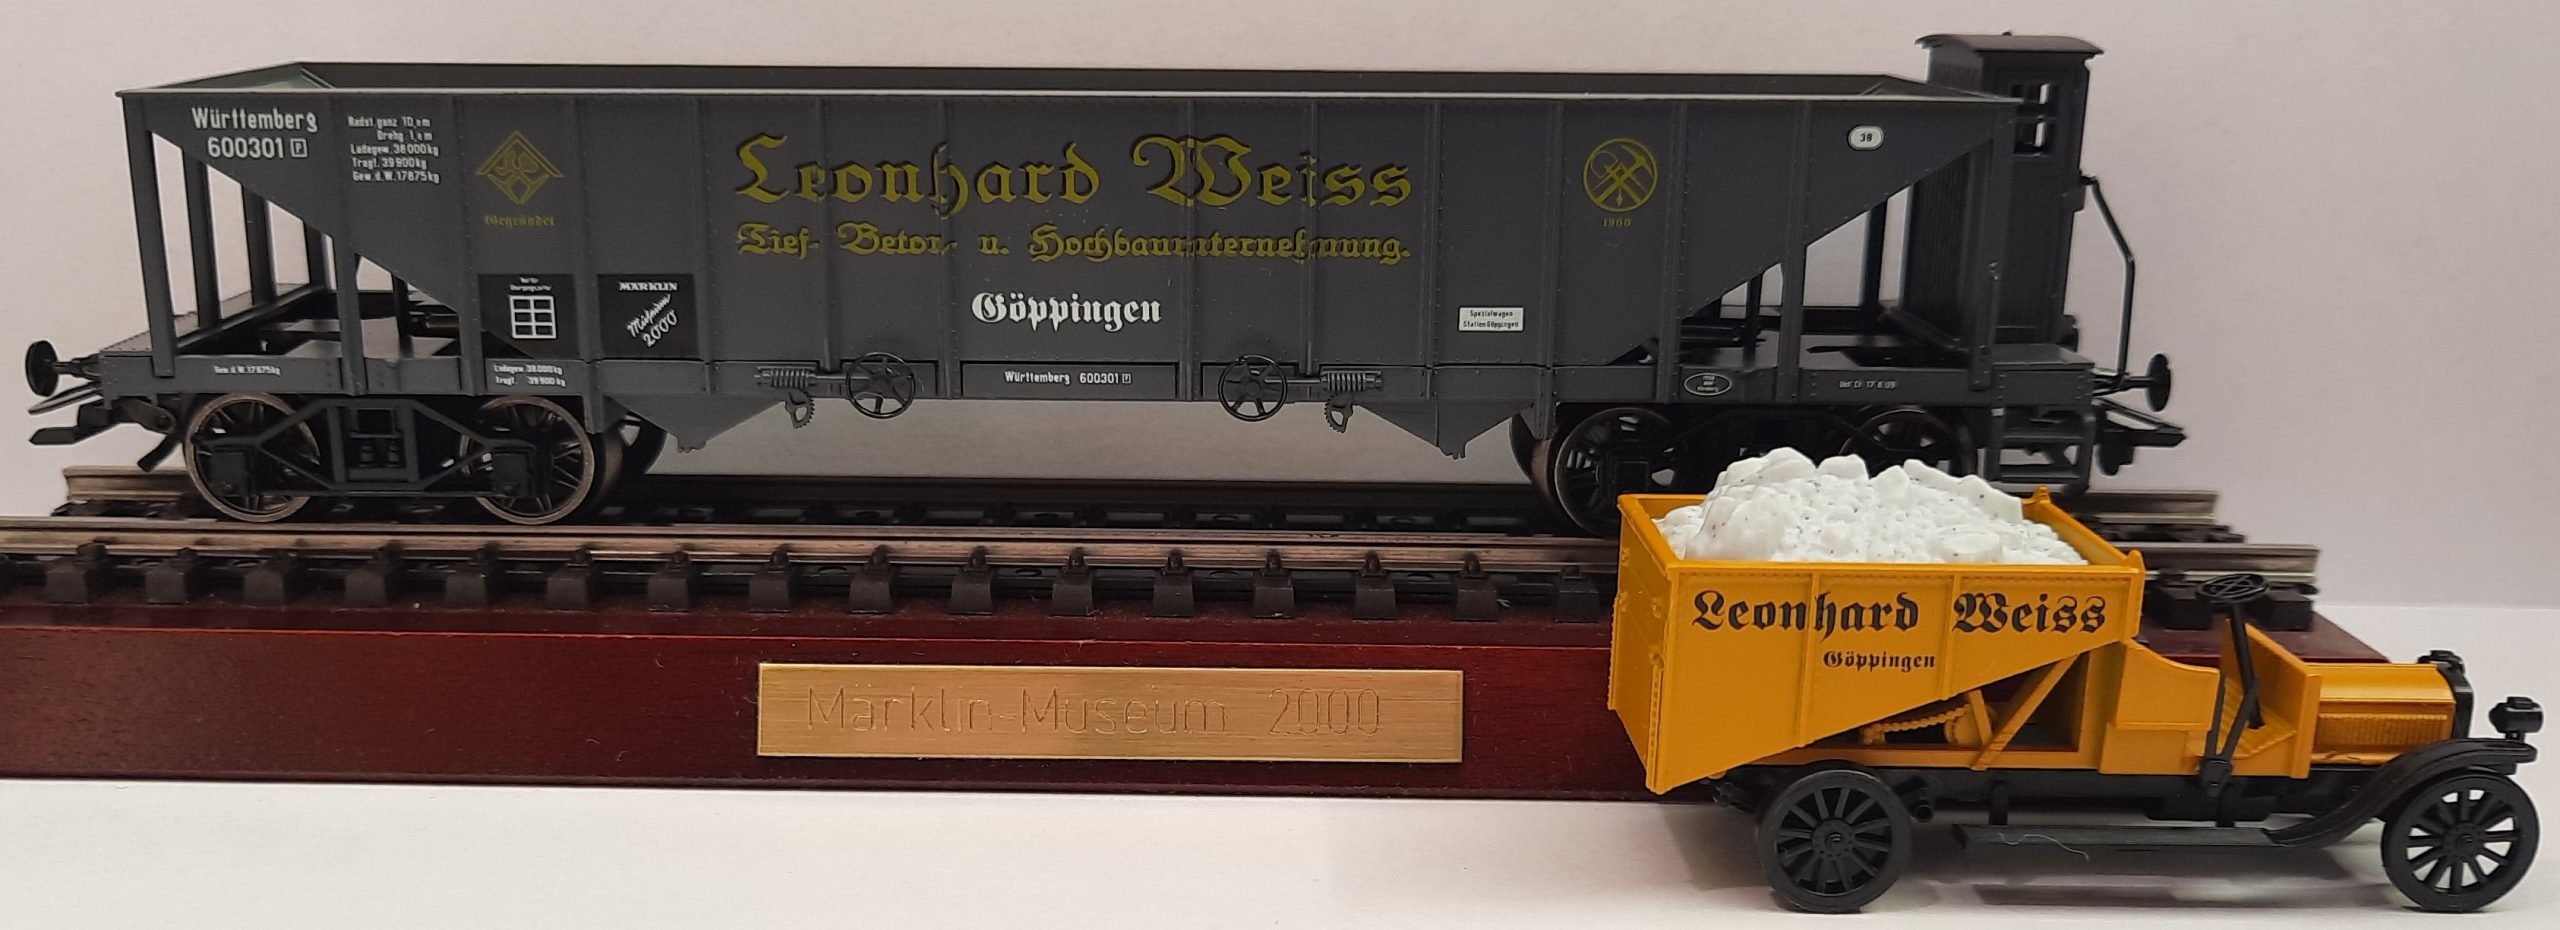 Württemberg
600301 P
Radst. ganz 10,0 m
Drehg 1,0 m
Ladegew. 38000 kg
Tragf. 39900 kg
Gew. d. W. 17875 kg
Gegründet
Leonhard Weiss
Tief- Beton- u. Hochbauunternehmung.
Göppingen
1900
38
MÄRKLIN
Museum
2000
Spezialwagen
Station Göppingen
Gew. d. W. 17875 kg
Ladegew. 38000 kg
Tragf. 39900 kg
Württemberg 600301 P
Märklin-Museum 2000
Leonhard Weiss
Göppingen